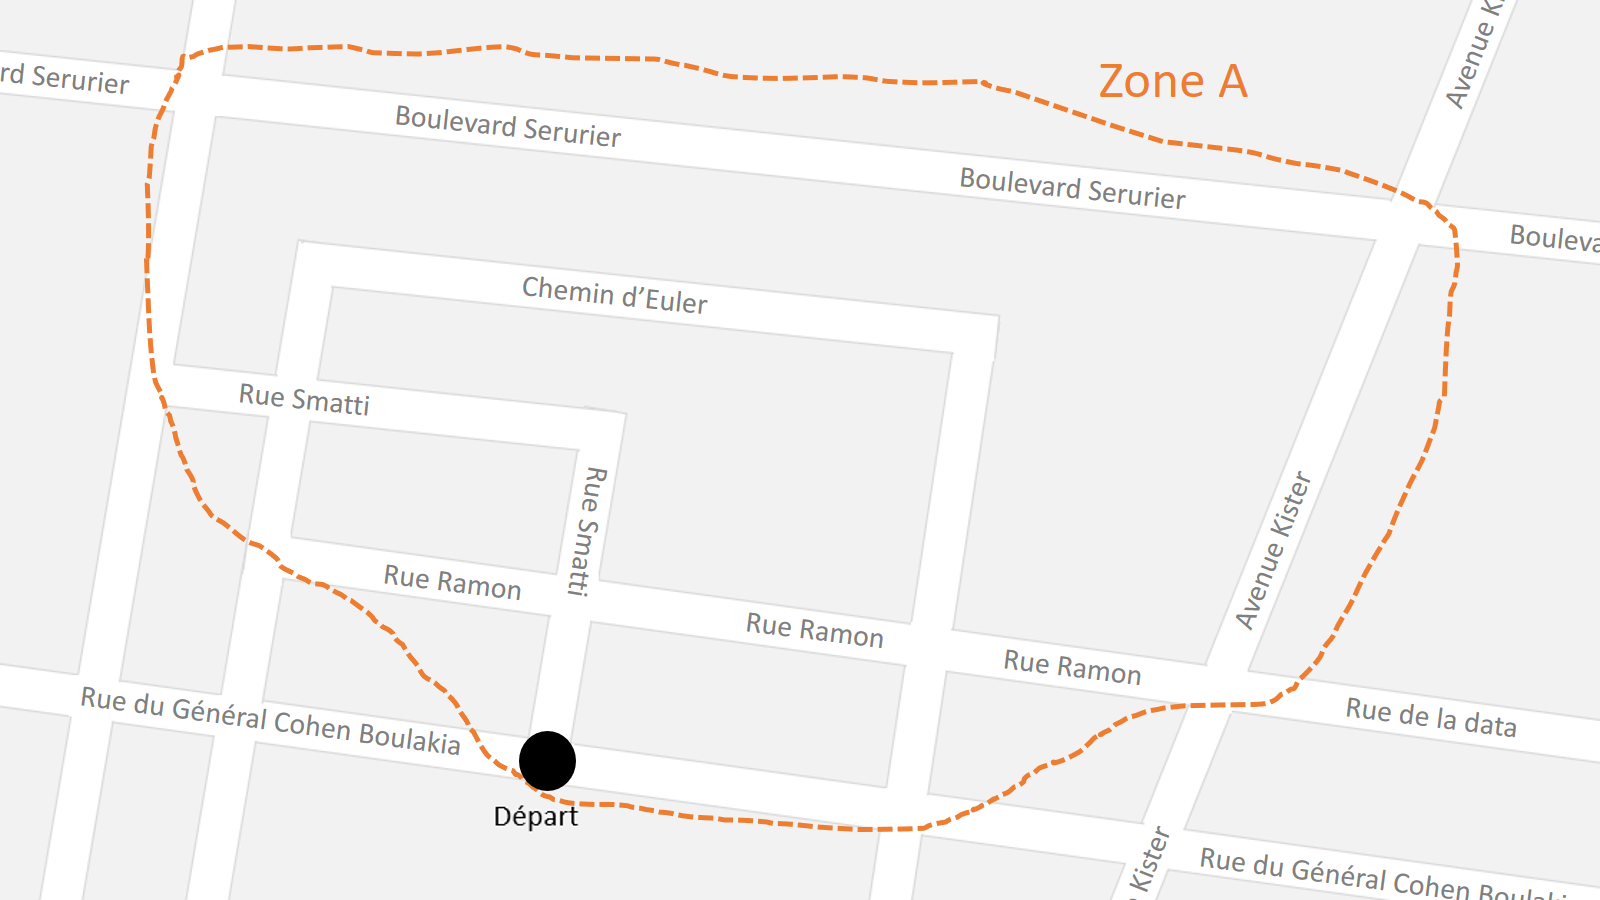 Avenue K
Zone A
rd Serurier
Boulevard Serurier
Boulevard Serurier
Bouleva
Chemin d'Euler
Rue Smatti
Rue Smatti
Avenue Kister
Rue Ramon
Rue Ramon
Rue Ramon
Rue de la data
Rue du Général Cohen Boulakia
Départ
Kister
Rue du Général Cohen Boulaki